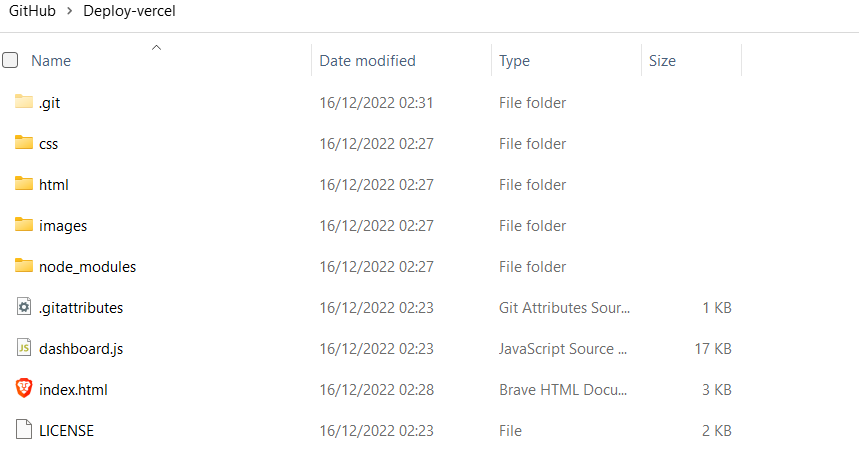 GitHub > Deploy-vercel
Name Date modified Type Size
.git 16/12/2022 02:31 File folder
css 16/12/2022 02:27 File folder
html 16/12/2022 02:27 File folder
images 16/12/2022 02:27 File folder
node_modules 16/12/2022 02:27 File folder
.gitattributes 16/12/2022 02:23 Git Attributes Sour... 1 KB
JS dashboard.js 16/12/2022 02:23 JavaScript Source ... 17 KB
index.html 16/12/2022 02:28 Brave HTML Docu... 3 KB
LICENSE 16/12/2022 02:23 File 2 KB